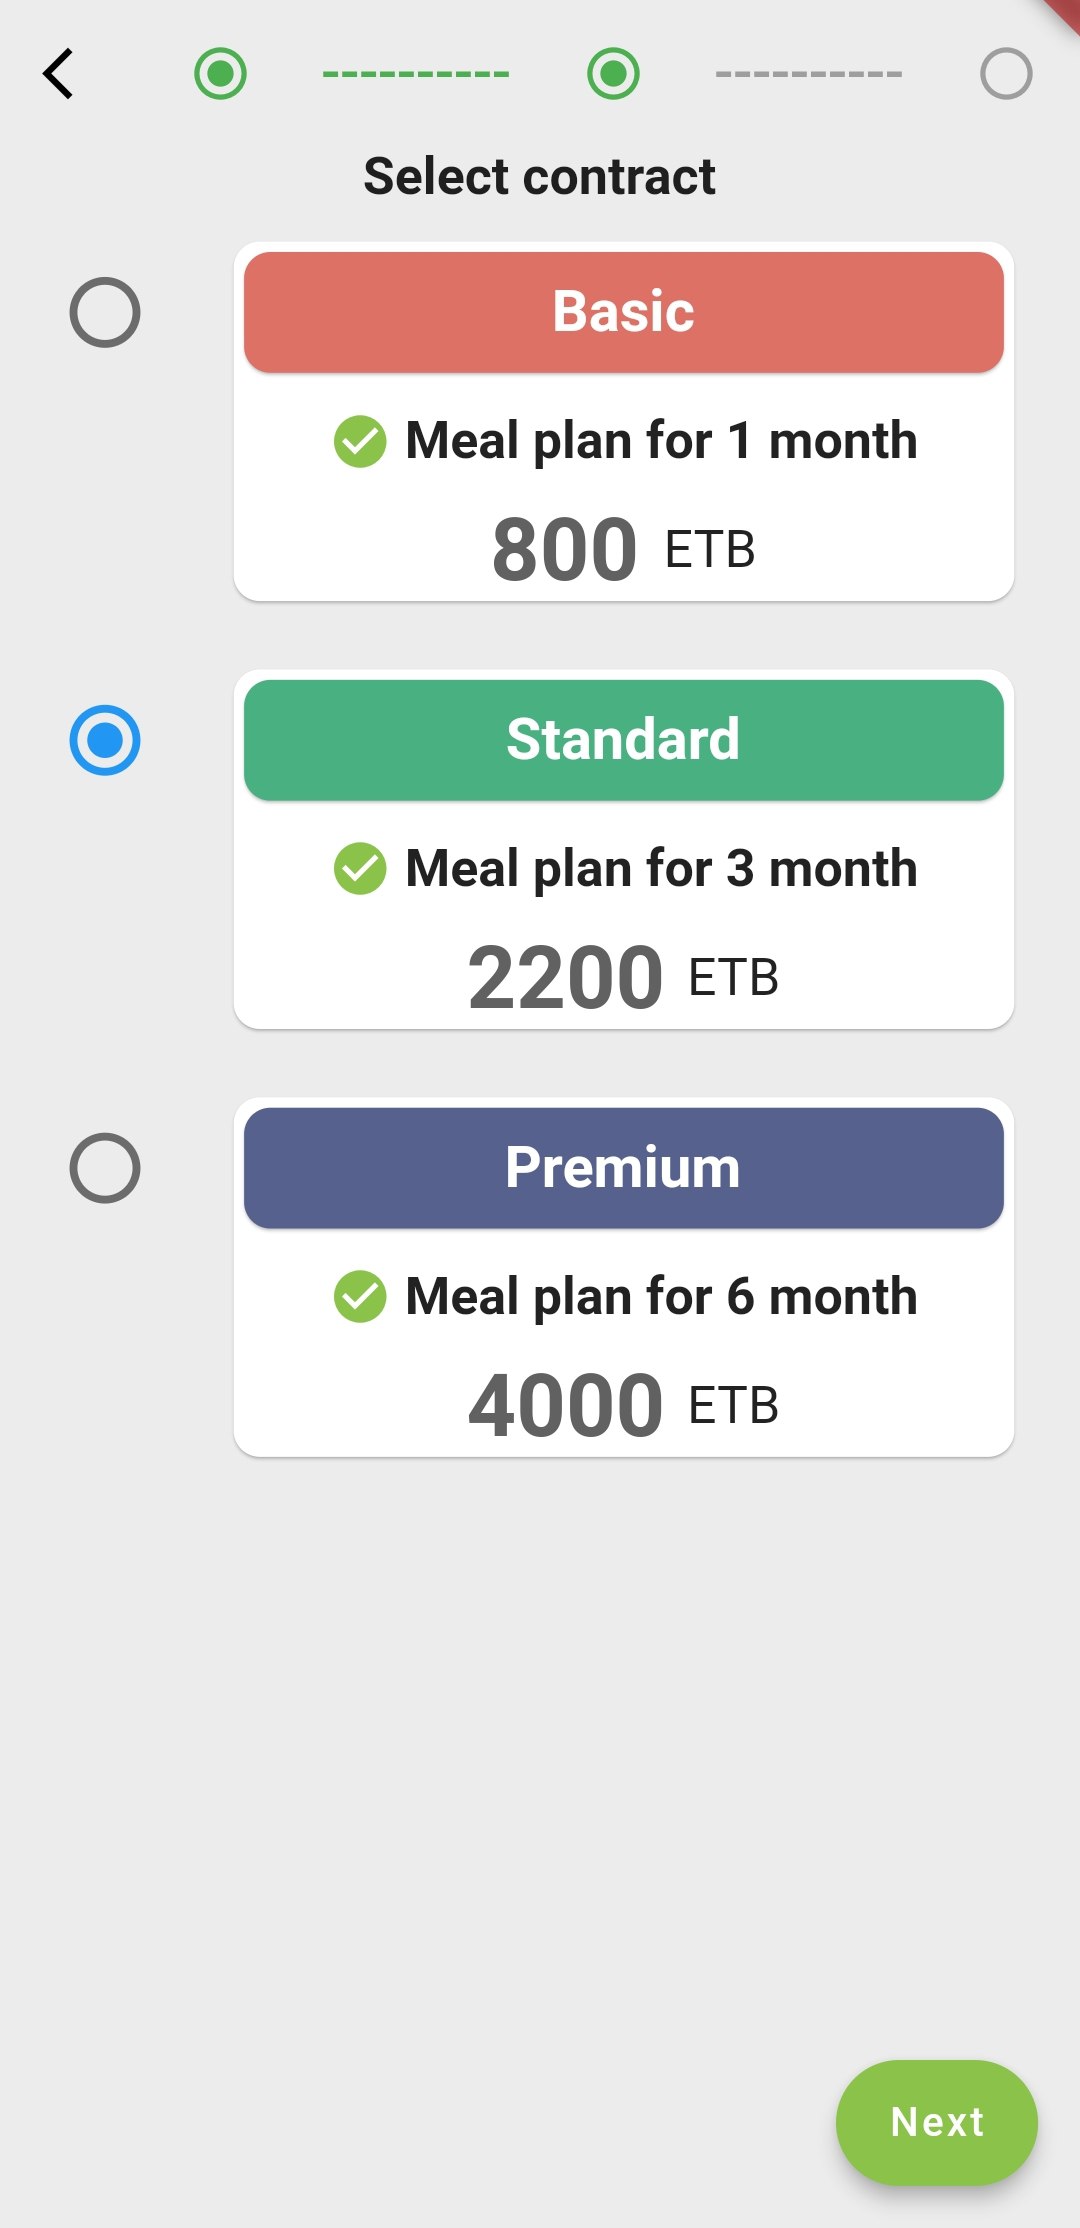 Select contract
Basic
Meal plan for 1 month
800 ETB
Standard
Meal plan for 3 month
2200 ETB
Premium
Meal plan for 6 month
4000 ETB
Next